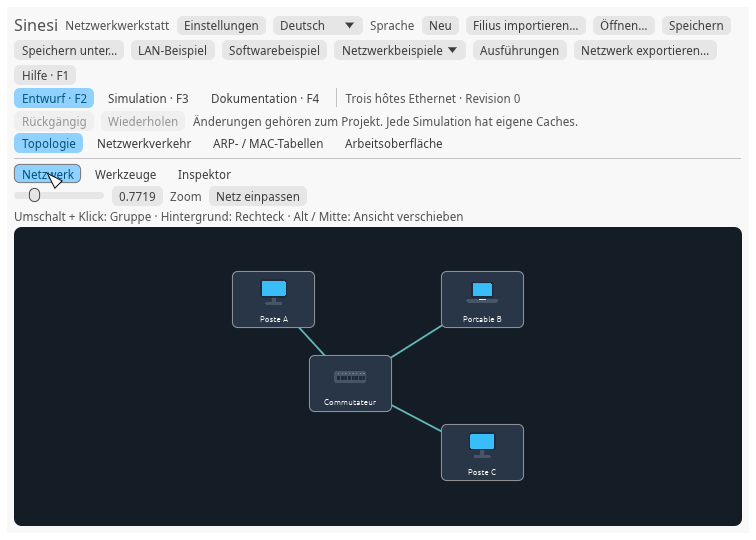 Sinesi Netzwerkwerkstatt Einstellungen Deutsch Sprache Neu Filius importieren... Öffnen... Speichern
Speichern unter... LAN-Beispiel Softwarebeispiel Netzwerkbeispiele Ausführungen Netzwerk exportieren...
Hilfe · F1
Entwurf · F2 Simulation · F3 Dokumentation · F4 Trois hôtes Ethernet · Revision 0
Rückgängig Wiederholen Änderungen gehören zum Projekt. Jede Simulation hat eigene Caches.
Topologie Netzwerkverkehr ARP- / MAC-Tabellen Arbeitsoberfläche
Netzwerk Werkzeuge Inspektor
0.7719 Zoom Netz einpassen
Umschalt + Klick: Gruppe · Hintergrund: Rechteck · Alt / Mitte: Ansicht verschieben
Poste A
Portable B
Commutateur
Poste C